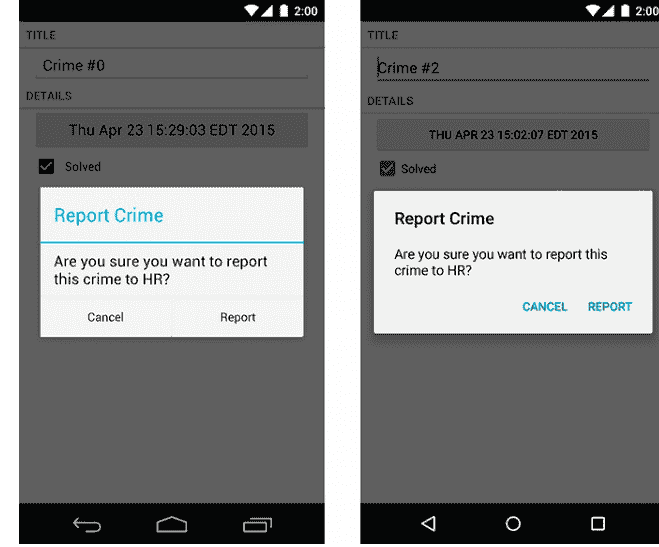 2:00
TITLE
Crime #0
DETAILS
Thu Apr 23 15:29:03 EDT 2015
Solved
Report Crime
Are you sure you want to report
this crime to HR?
Cancel
Report
2:00
TITLE
Crime #2
DETAILS
THU APR 23 15:02:07 EDT 2015
Solved
Report Crime
Are you sure you want to report this
crime to HR?
CANCEL
REPORT